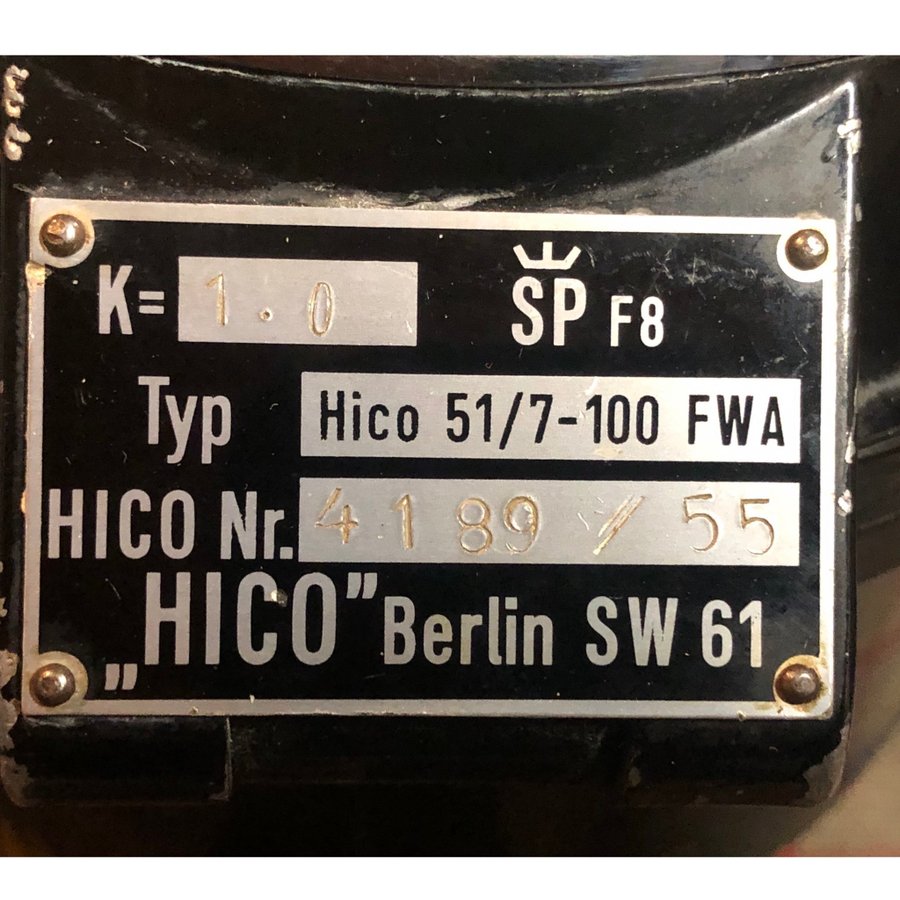 K= 1.0 SP F8
Typ Hico 51/7-100 FWA
HICO Nr. 4189/55
„HICO” Berlin SW 61